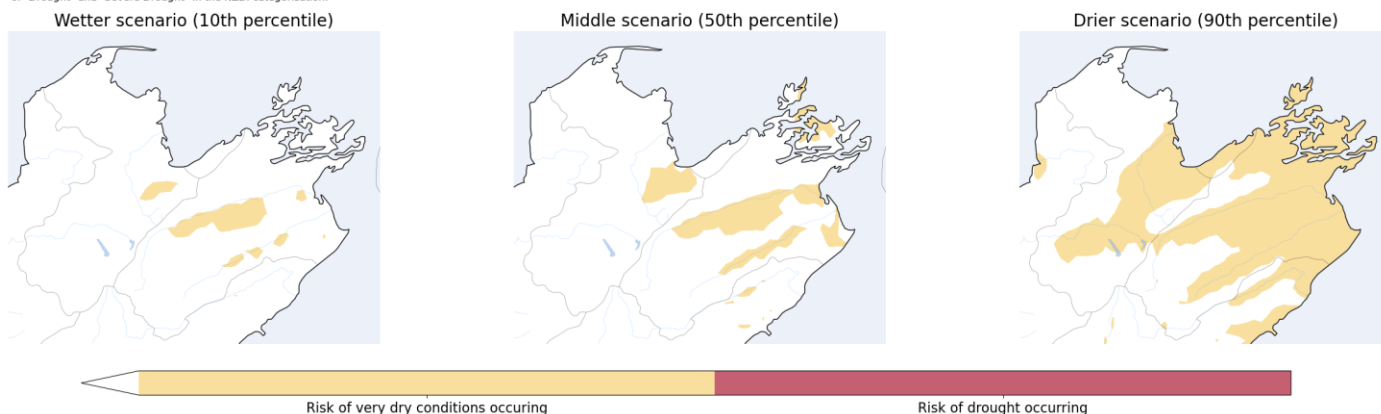 Wetter scenario (10th percentile)
Middle scenario (50th percentile)
Drier scenario (90th percentile)
Risk of very dry conditions occuring
Risk of drought occurring